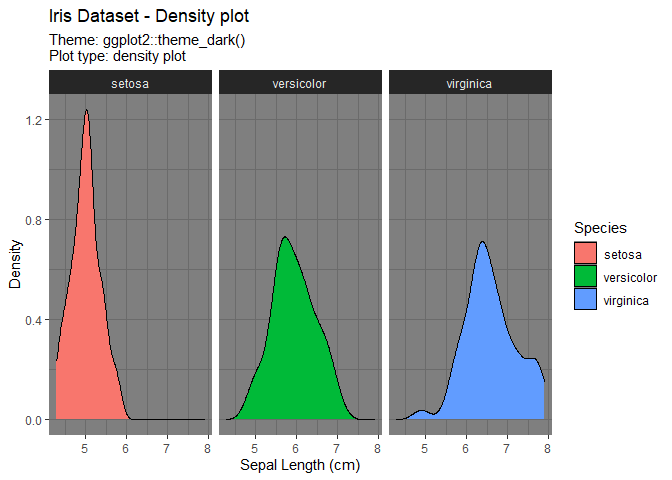 Iris Dataset - Density plot
Theme: ggplot2::theme_dark()
Plot type: density plot
setosa versicolor virginica
1.2
0.8
0.4
0.0
Density
5 6 7 8 5 6 7 8 5 6 7 8
Sepal Length (cm)
Species
setosa
versicolor
virginica